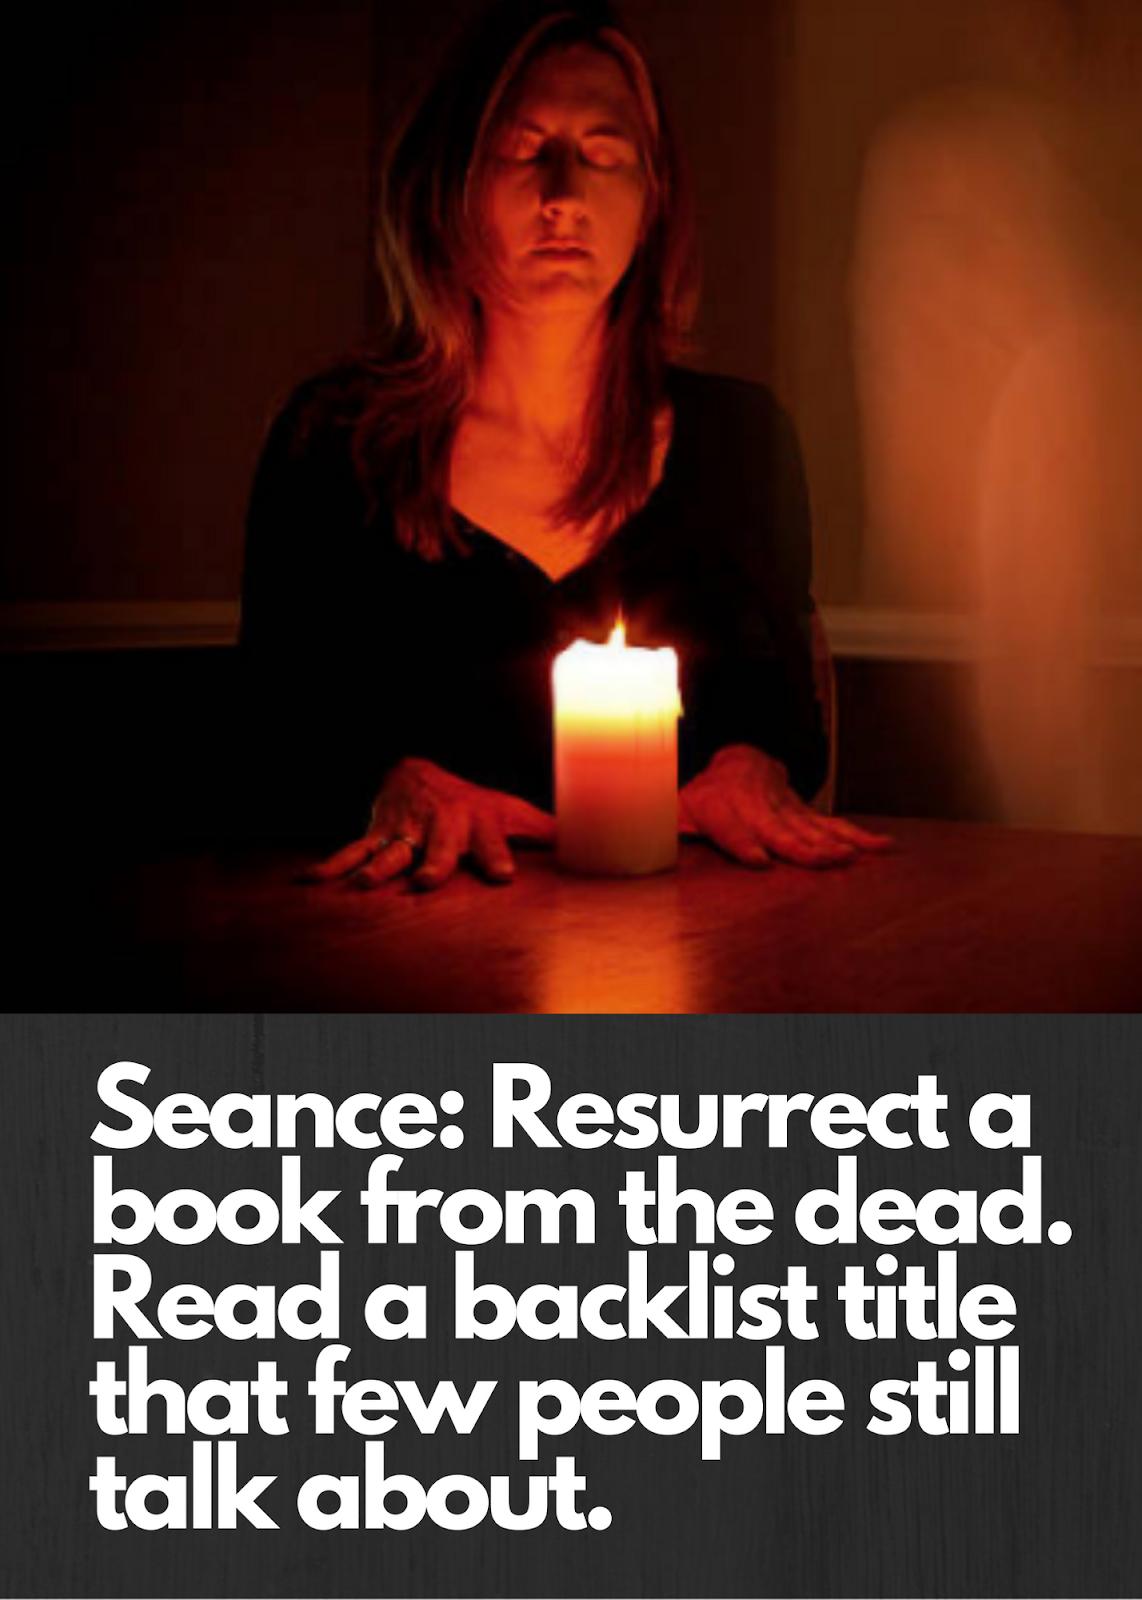 Seance: Resurrect a
book from the dead.
Read a backlist title
that few people still
talk about.